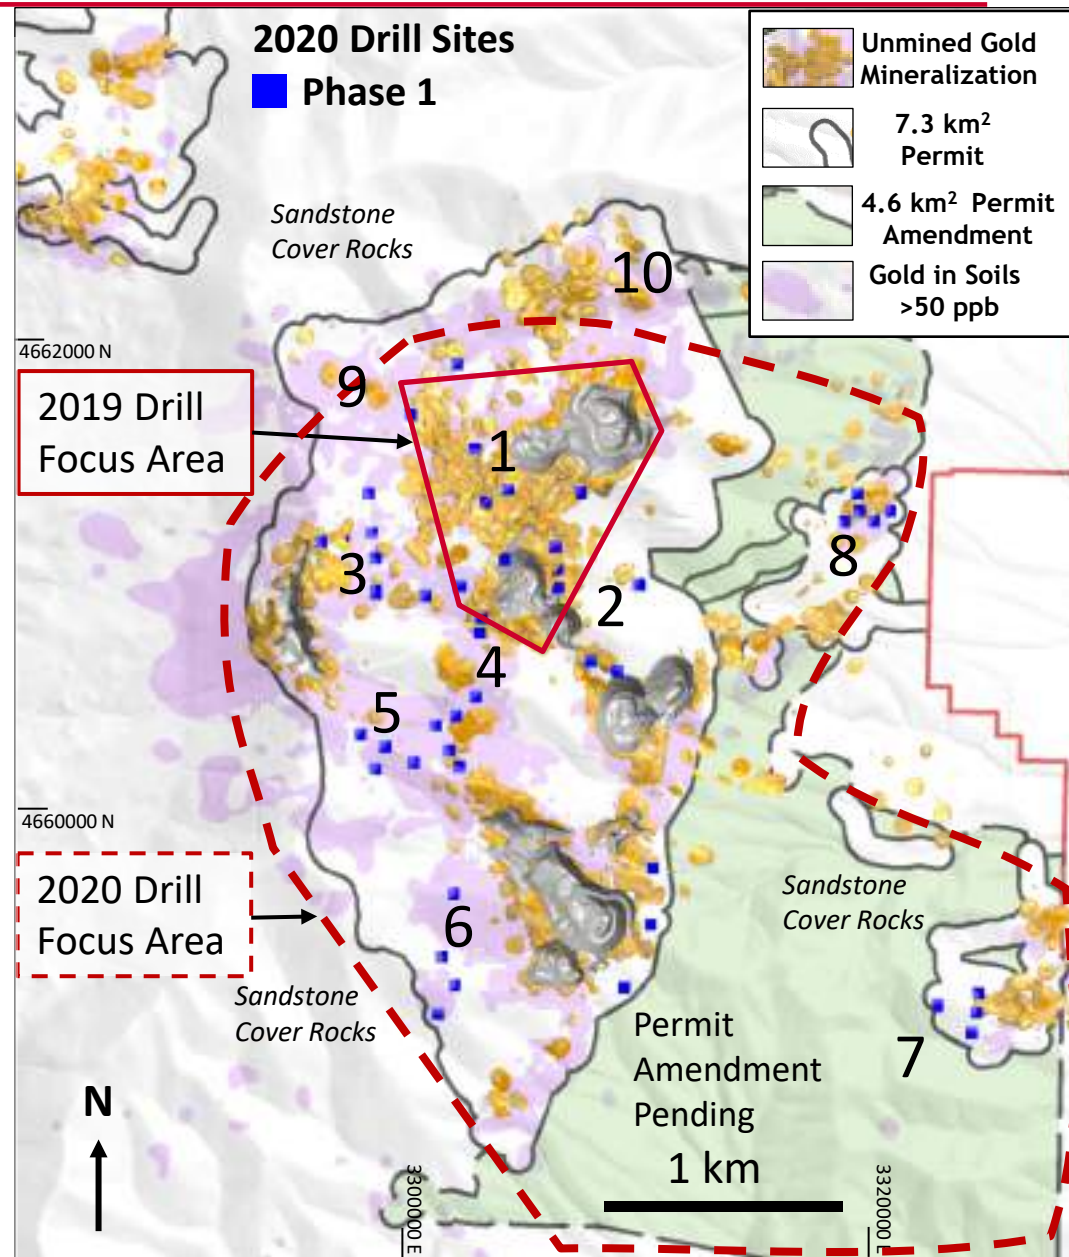 2020 Drill Sites
Phase 1
Unmined Gold
Mineralization
7.3 km²
Permit
4.6 km² Permit
Amendment
Gold in Soils
>50 ppb
Sandstone
Cover Rocks
10
4662000 N
9
2019 Drill
Focus Area
1
3
8
2
4
5
4660000 N
2020 Drill
Focus Area
Sandstone
Cover Rocks
6
Sandstone
Cover Rocks
Permit
Amendment
Pending
7
N
1 km
3300000 E
3320000